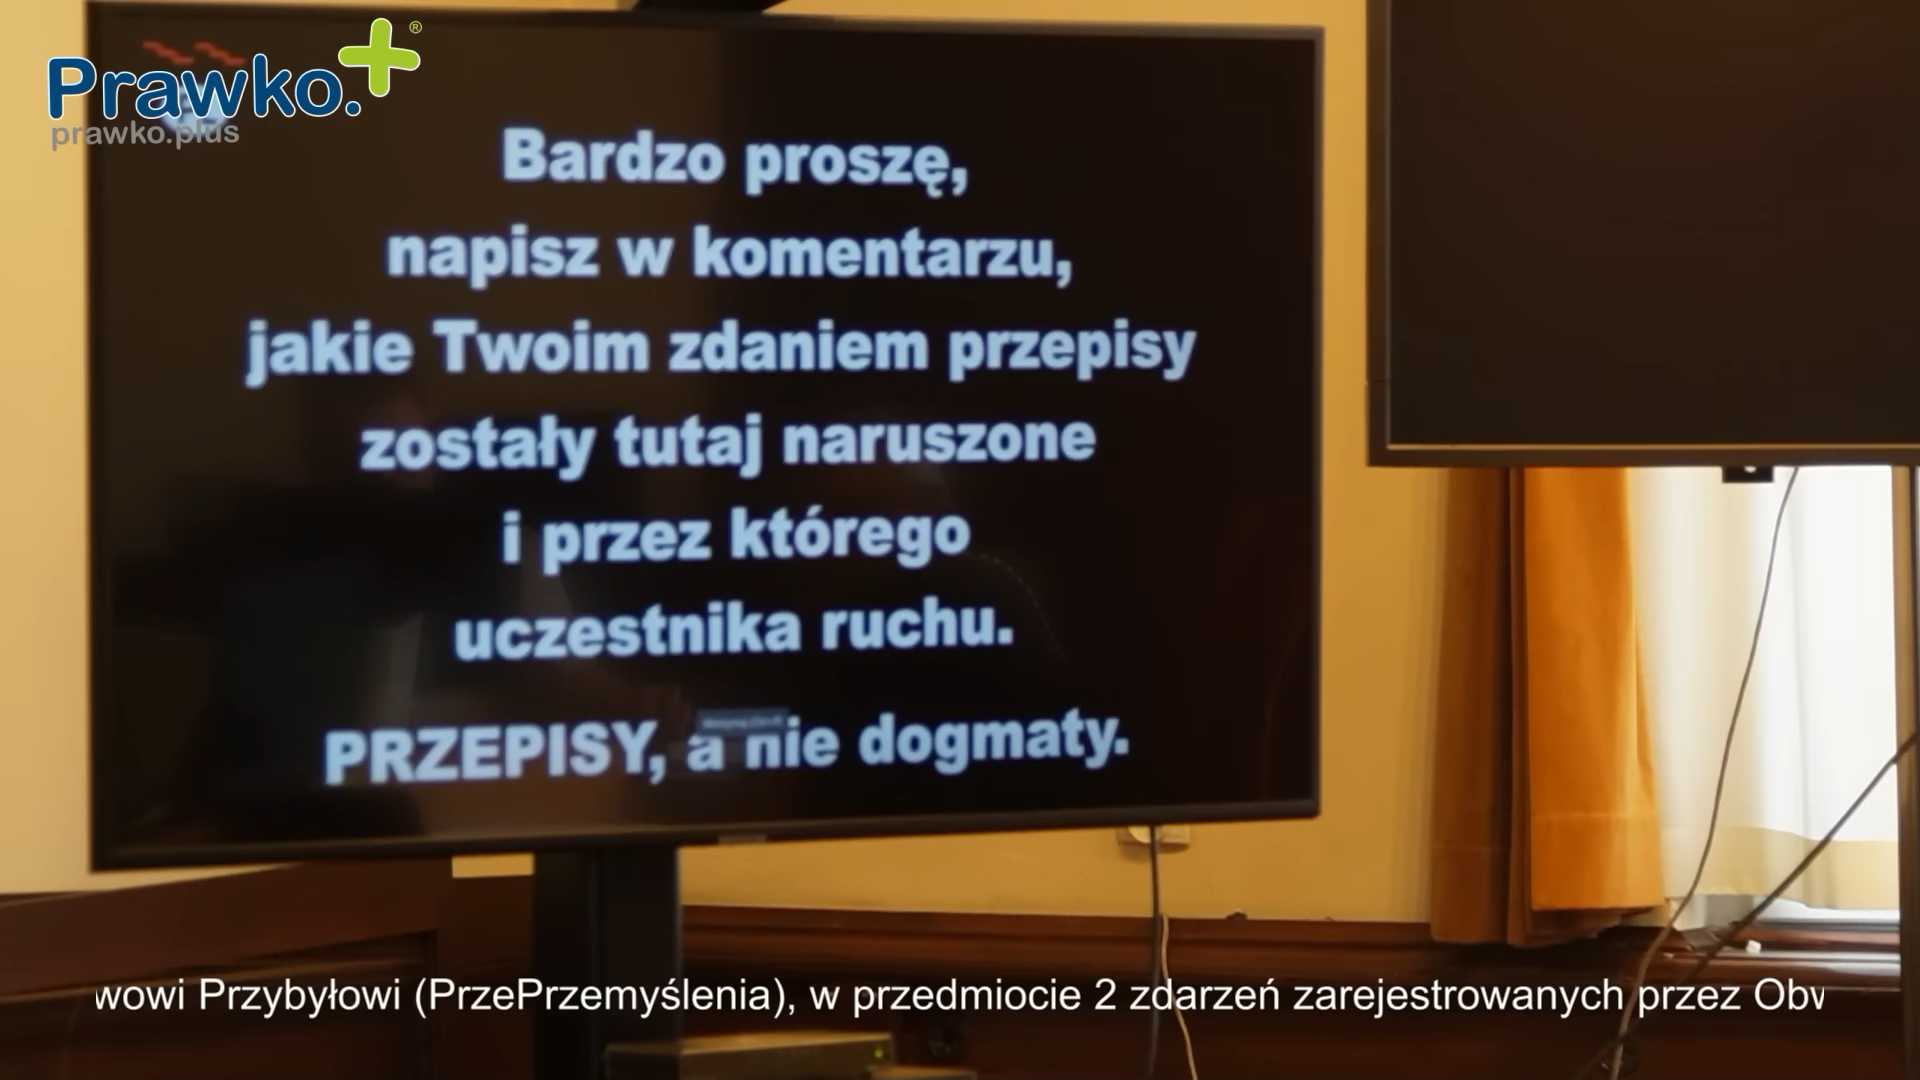 Prawko.+®
prawko.plus
Bardzo proszę,
napisz w komentarzu,
jakie Twoim zdaniem przepisy
zostały tutaj naruszone
i przez którego
uczestnika ruchu.
PRZEPISY, a nie dogmaty.
wowi Przybyłowi (PrzePrzemyślenia), w przedmiocie 2 zdarzeń zarejestrowanych przez Obw